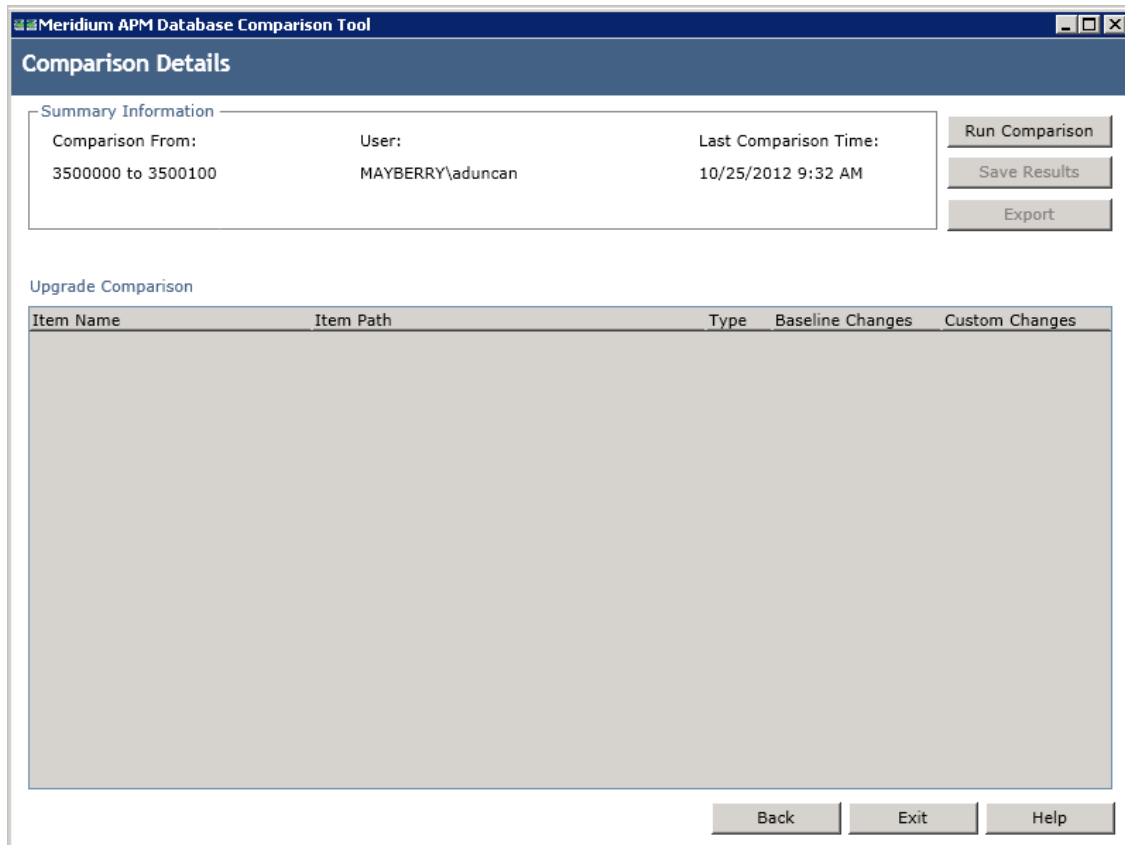 Meridium APM Database Comparison Tool
Comparison Details
Summary Information
Comparison From: User: Last Comparison Time:
3500000 to 3500100 MAYBERRY\aduncan 10/25/2012 9:32 AM
Run Comparison
Save Results
Export
Upgrade Comparison
Item Name Item Path Type Baseline Changes Custom Changes
Back Exit Help